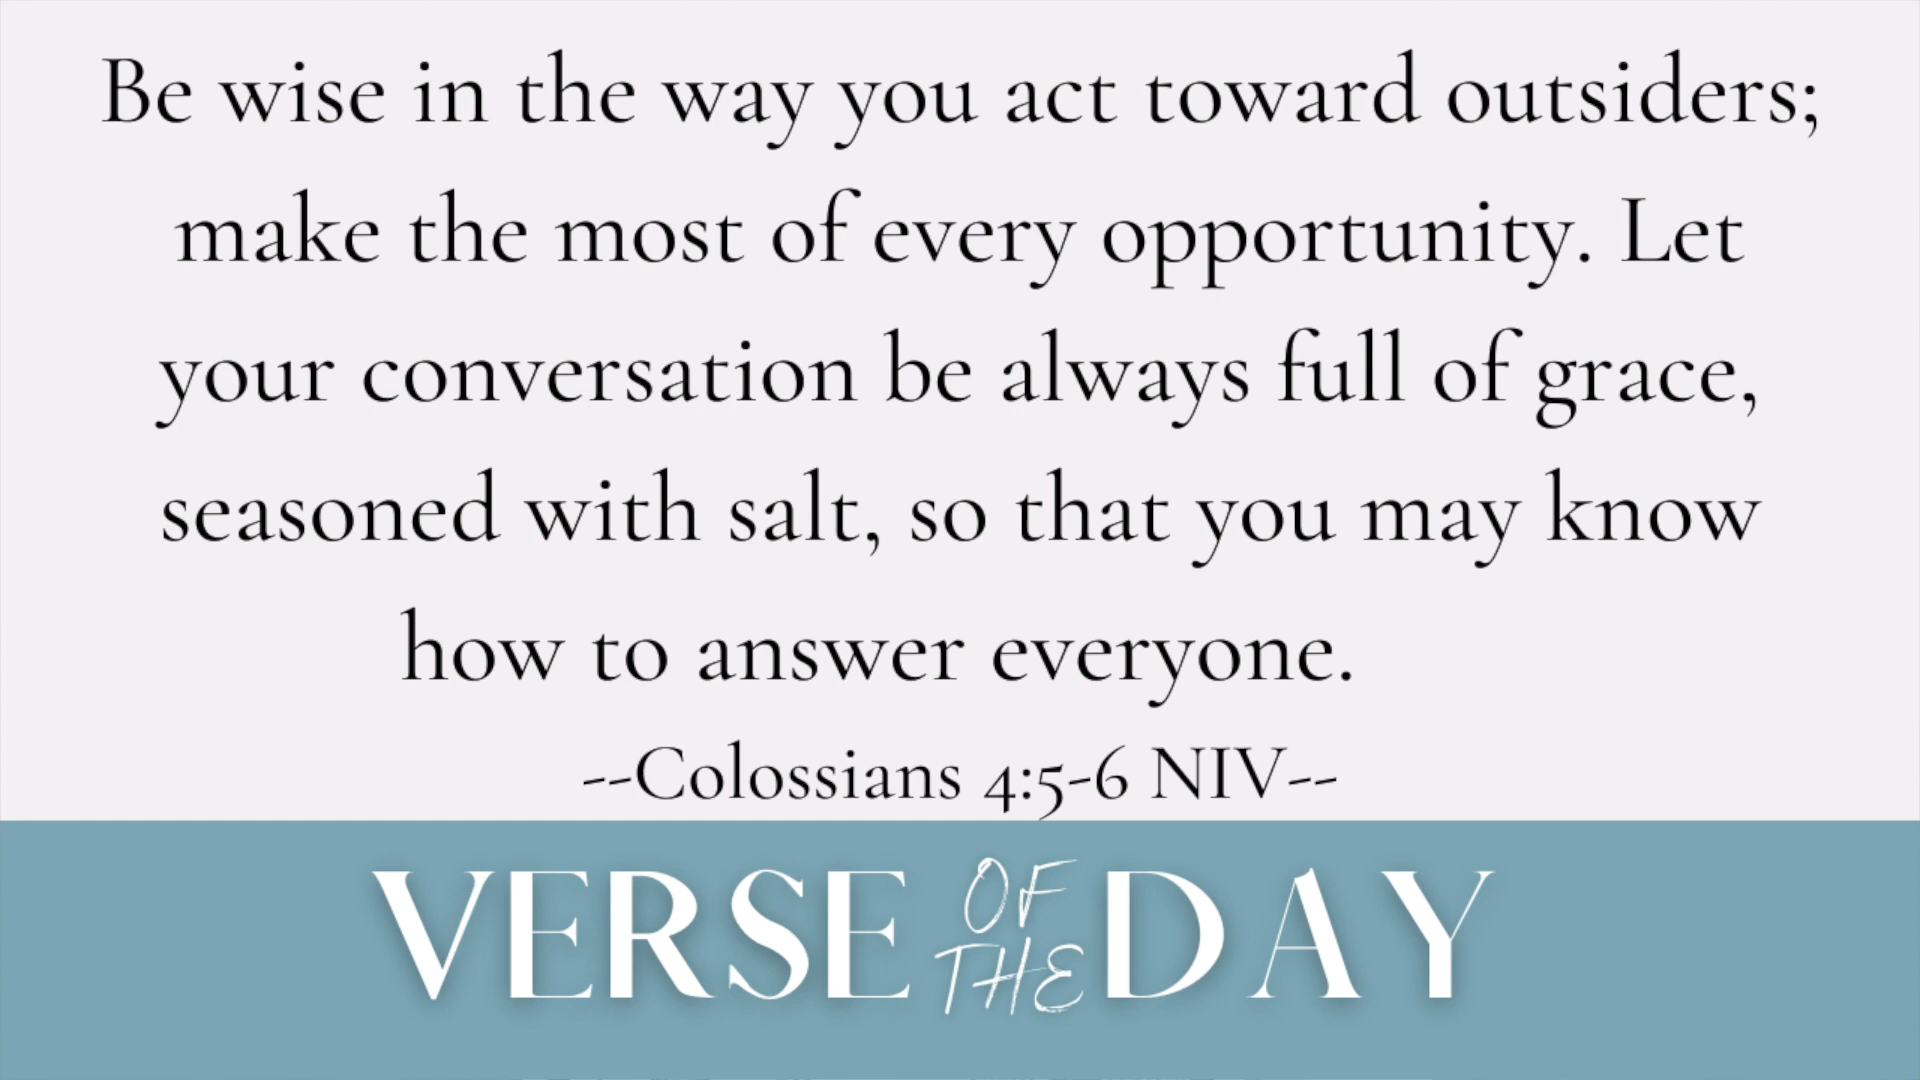 Be wise in the way you act toward outsiders;
make the most of every opportunity. Let
your conversation be always full of grace,
seasoned with salt, so that you may know
how to answer everyone.
--Colossians 4:5-6 NIV--
VERSE OF THE DAY